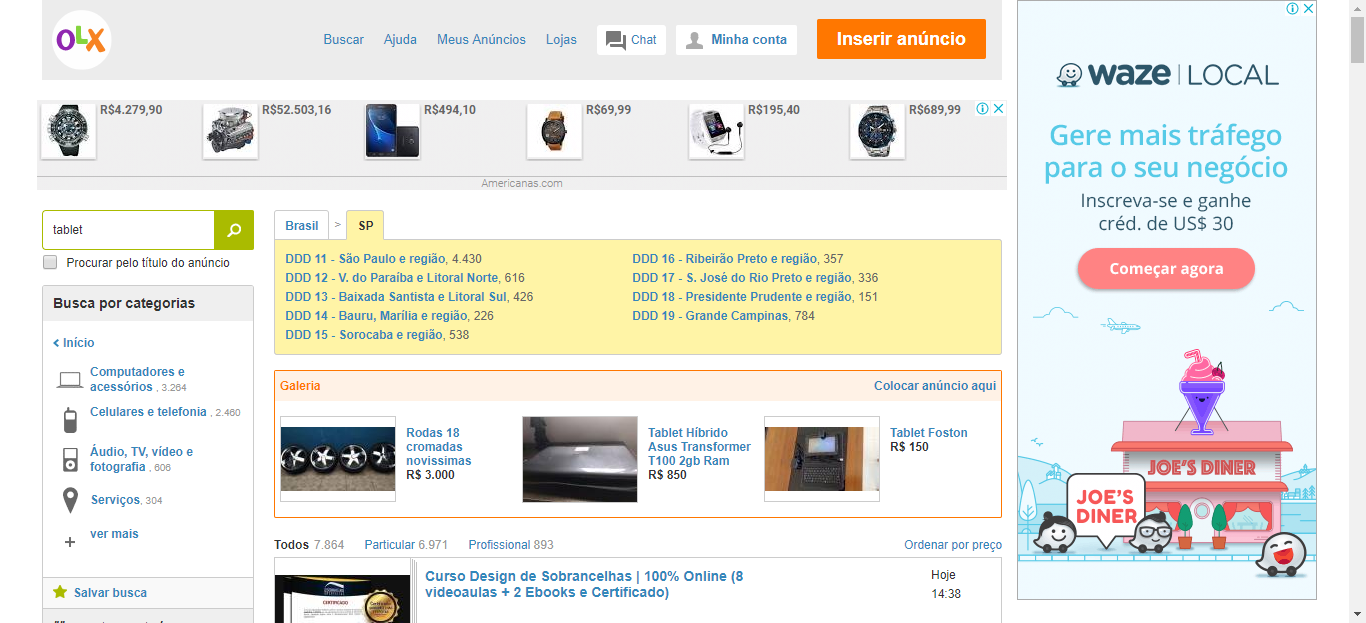 OLX
Buscar
Ajuda
Meus Anúncios
Lojas
Chat
Minha conta
Inserir anúncio
R$4.279,90
R$52.503,16
R$494,10
R$69,99
R$195,40
R$689,99
Americanas.com
tablet
Procurar pelo título do anúncio
Busca por categorias
Início
Computadores e
acessórios , 3.264
Celulares e telefonia , 2.460
Áudio, TV, vídeo e
fotografia , 606
Serviços, 304
+ ver mais
Salvar busca
Brasil > SP
DDD 11 - São Paulo e região, 4.430
DDD 12 - V. do Paraíba e Litoral Norte, 616
DDD 13 - Baixada Santista e Litoral Sul, 426
DDD 14 - Bauru, Marília e região, 226
DDD 15 - Sorocaba e região, 538
DDD 16 - Ribeirão Preto e região, 357
DDD 17 - S. José do Rio Preto e região, 336
DDD 18 - Presidente Prudente e região, 151
DDD 19 - Grande Campinas, 784
Galeria
Colocar anúncio aqui
Rodas 18
cromadas
novissimas
R$ 3.000
Tablet Híbrido
Asus Transformer
T100 2gb Ram
R$ 850
Tablet Foston
R$ 150
Todos 7.864
Particular 6.971
Profissional 893
Ordenar por preço
CERTIFICADO
Curso Design de Sobrancelhas | 100% Online (8
videoaulas + 2 Ebooks e Certificado)
Hoje
14:38
waze | LOCAL
Gere mais tráfego
para o seu negócio
Inscreva-se e ganhe
créd. de US$ 30
Começar agora
JOE'S DINER
JOE'S
DINER